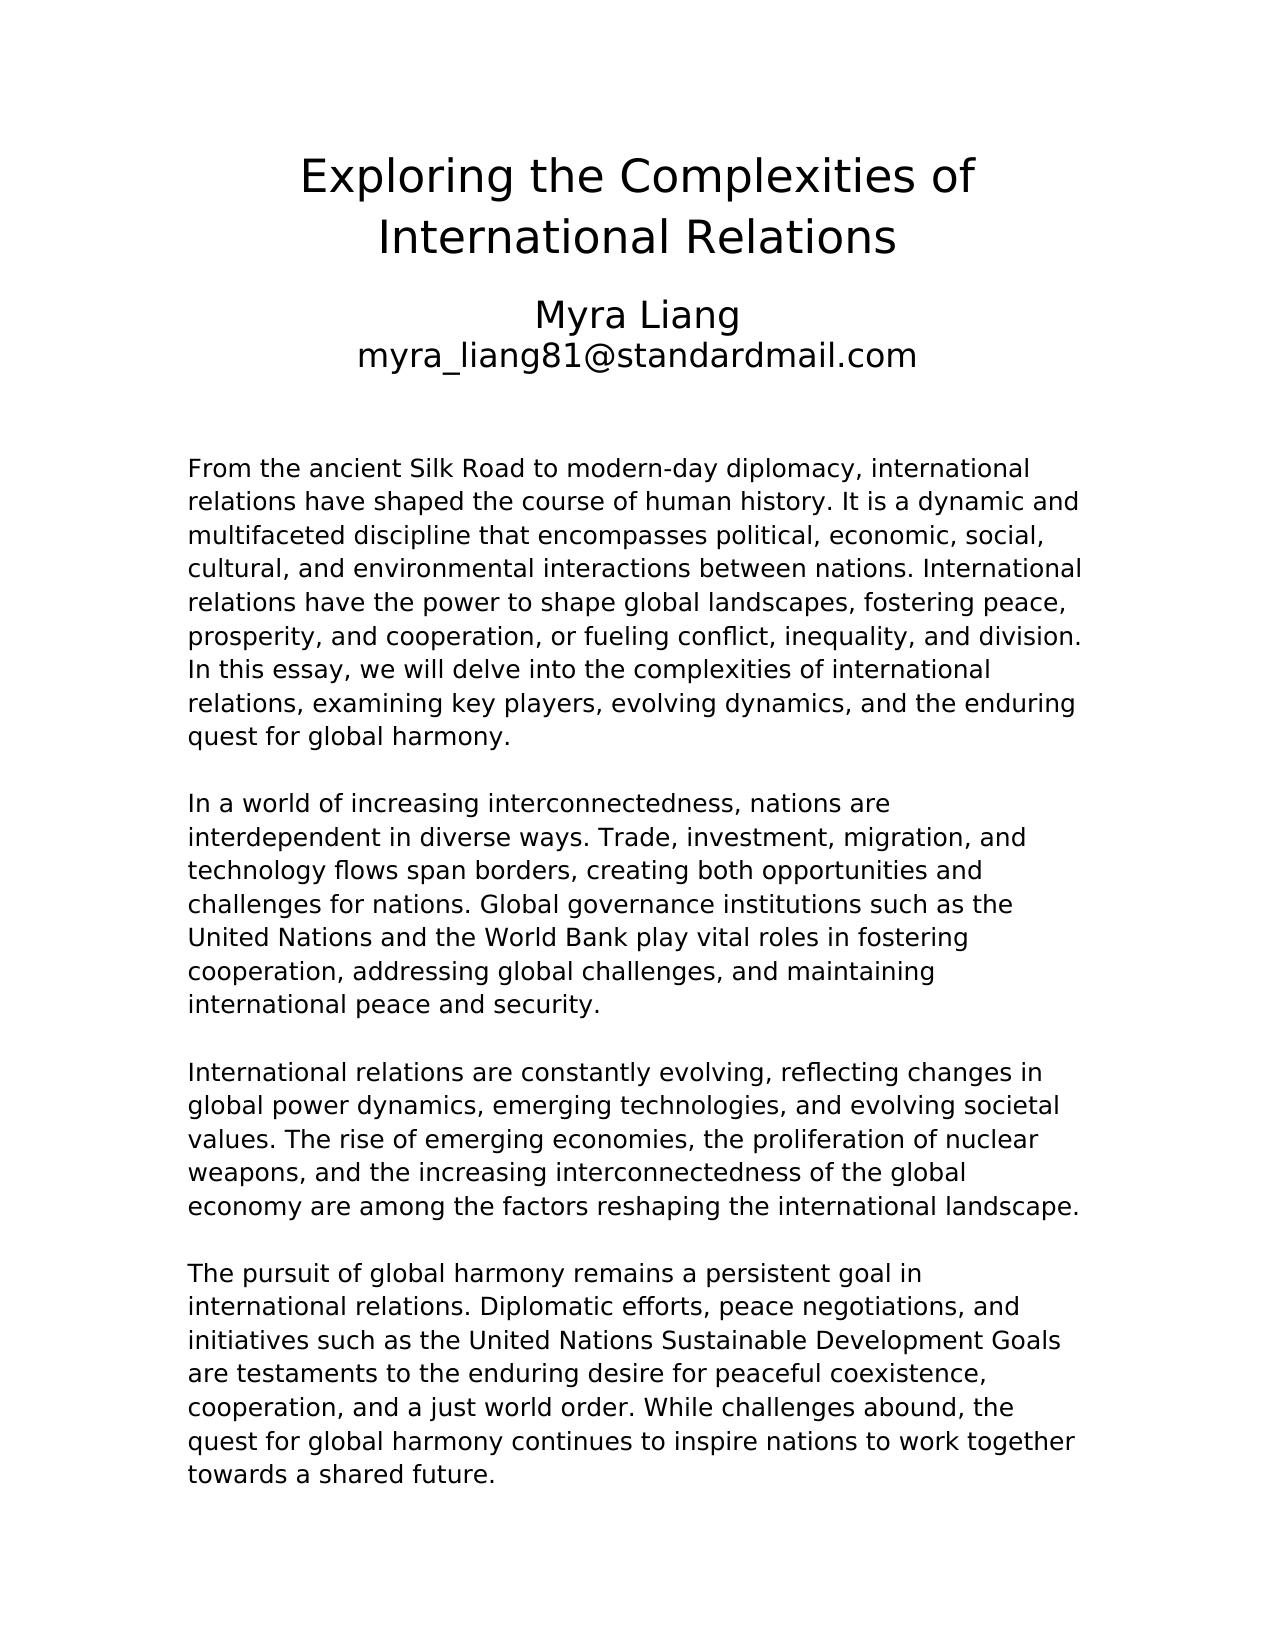 Exploring the Complexities of
International Relations
Myra Liang
myra_liang81@standardmail.com
From the ancient Silk Road to modern-day diplomacy, international
relations have shaped the course of human history. It is a dynamic and
multifaceted discipline that encompasses political, economic, social,
cultural, and environmental interactions between nations. International
relations have the power to shape global landscapes, fostering peace,
prosperity, and cooperation, or fueling conflict, inequality, and division.
In this essay, we will delve into the complexities of international
relations, examining key players, evolving dynamics, and the enduring
quest for global harmony.
In a world of increasing interconnectedness, nations are
interdependent in diverse ways. Trade, investment, migration, and
technology flows span borders, creating both opportunities and
challenges for nations. Global governance institutions such as the
United Nations and the World Bank play vital roles in fostering
cooperation, addressing global challenges, and maintaining
international peace and security.
International relations are constantly evolving, reflecting changes in
global power dynamics, emerging technologies, and evolving societal
values. The rise of emerging economies, the proliferation of nuclear
weapons, and the increasing interconnectedness of the global
economy are among the factors reshaping the international landscape.
The pursuit of global harmony remains a persistent goal in
international relations. Diplomatic efforts, peace negotiations, and
initiatives such as the United Nations Sustainable Development Goals
are testaments to the enduring desire for peaceful coexistence,
cooperation, and a just world order. While challenges abound, the
quest for global harmony continues to inspire nations to work together
towards a shared future.